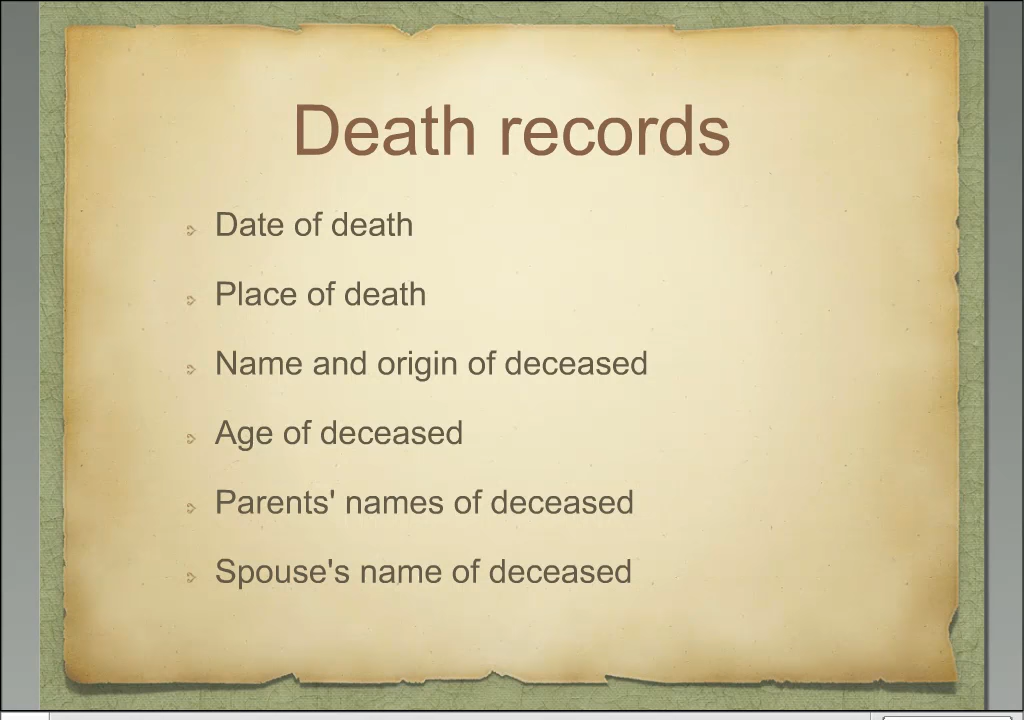 Death records
Date of death
Place of death
Name and origin of deceased
Age of deceased
Parents' names of deceased
Spouse's name of deceased